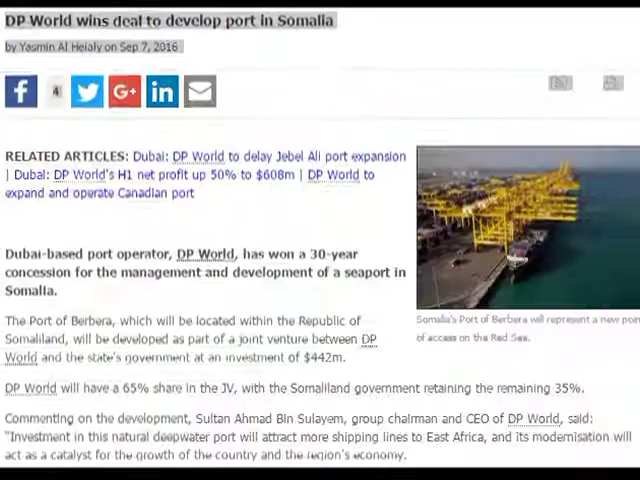 DP World wins deal to develop port in Somalia
by Yasmin Al Heialy on Sep 7, 2016
4
RELATED ARTICLES: Dubai: DP World to delay Jebel Ali port expansion
| Dubai: DP World's H1 net profit up 50% to $608m | DP World to
expand and operate Canadian port
Dubai-based port operator, DP World, has won a 30-year
concession for the management and development of a seaport in
Somalia.
The Port of Berbera, which will be located within the Republic of
Somaliland, will be developed as part of a joint venture between DP
World and the state's government at an investment of $442m.
DP World will have a 65% share in the JV, with the Somaliland government retaining the remaining 35%.
Commenting on the development, Sultan Ahmad Bin Sulayem, group chairman and CEO of DP World, said:
"Investment in this natural deepwater port will attract more shipping lines to East Africa, and its modernisation will
act as a catalyst for the growth of the country and the region's economy.
Somalia's Port of Berbera will represent a new poin
of access on the Red Sea.